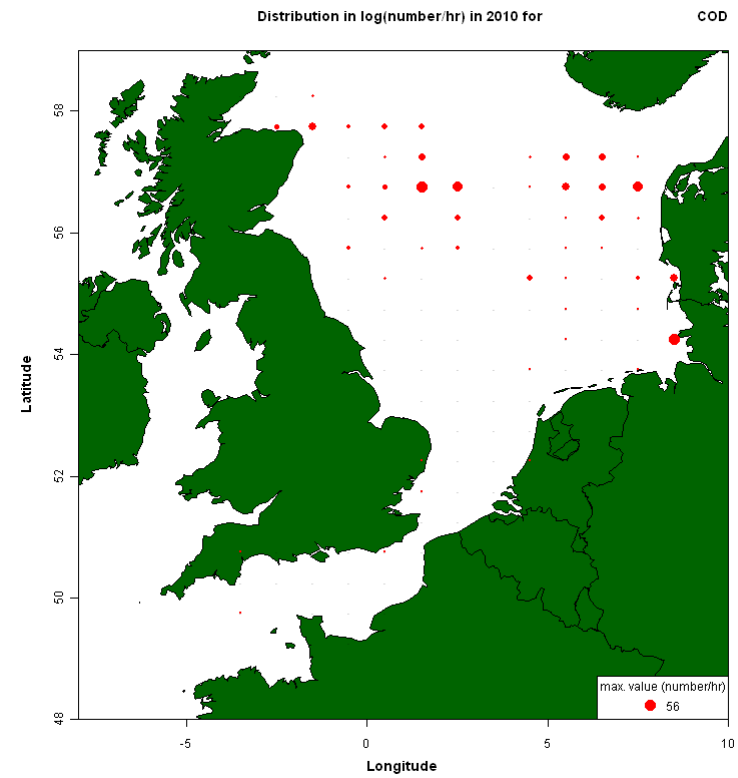 Distribution in log(number/hr) in 2010 for COD
58
56
54
52
50
48
Latitude
max. value (number/hr)
56
-5 0 5 10
Longitude